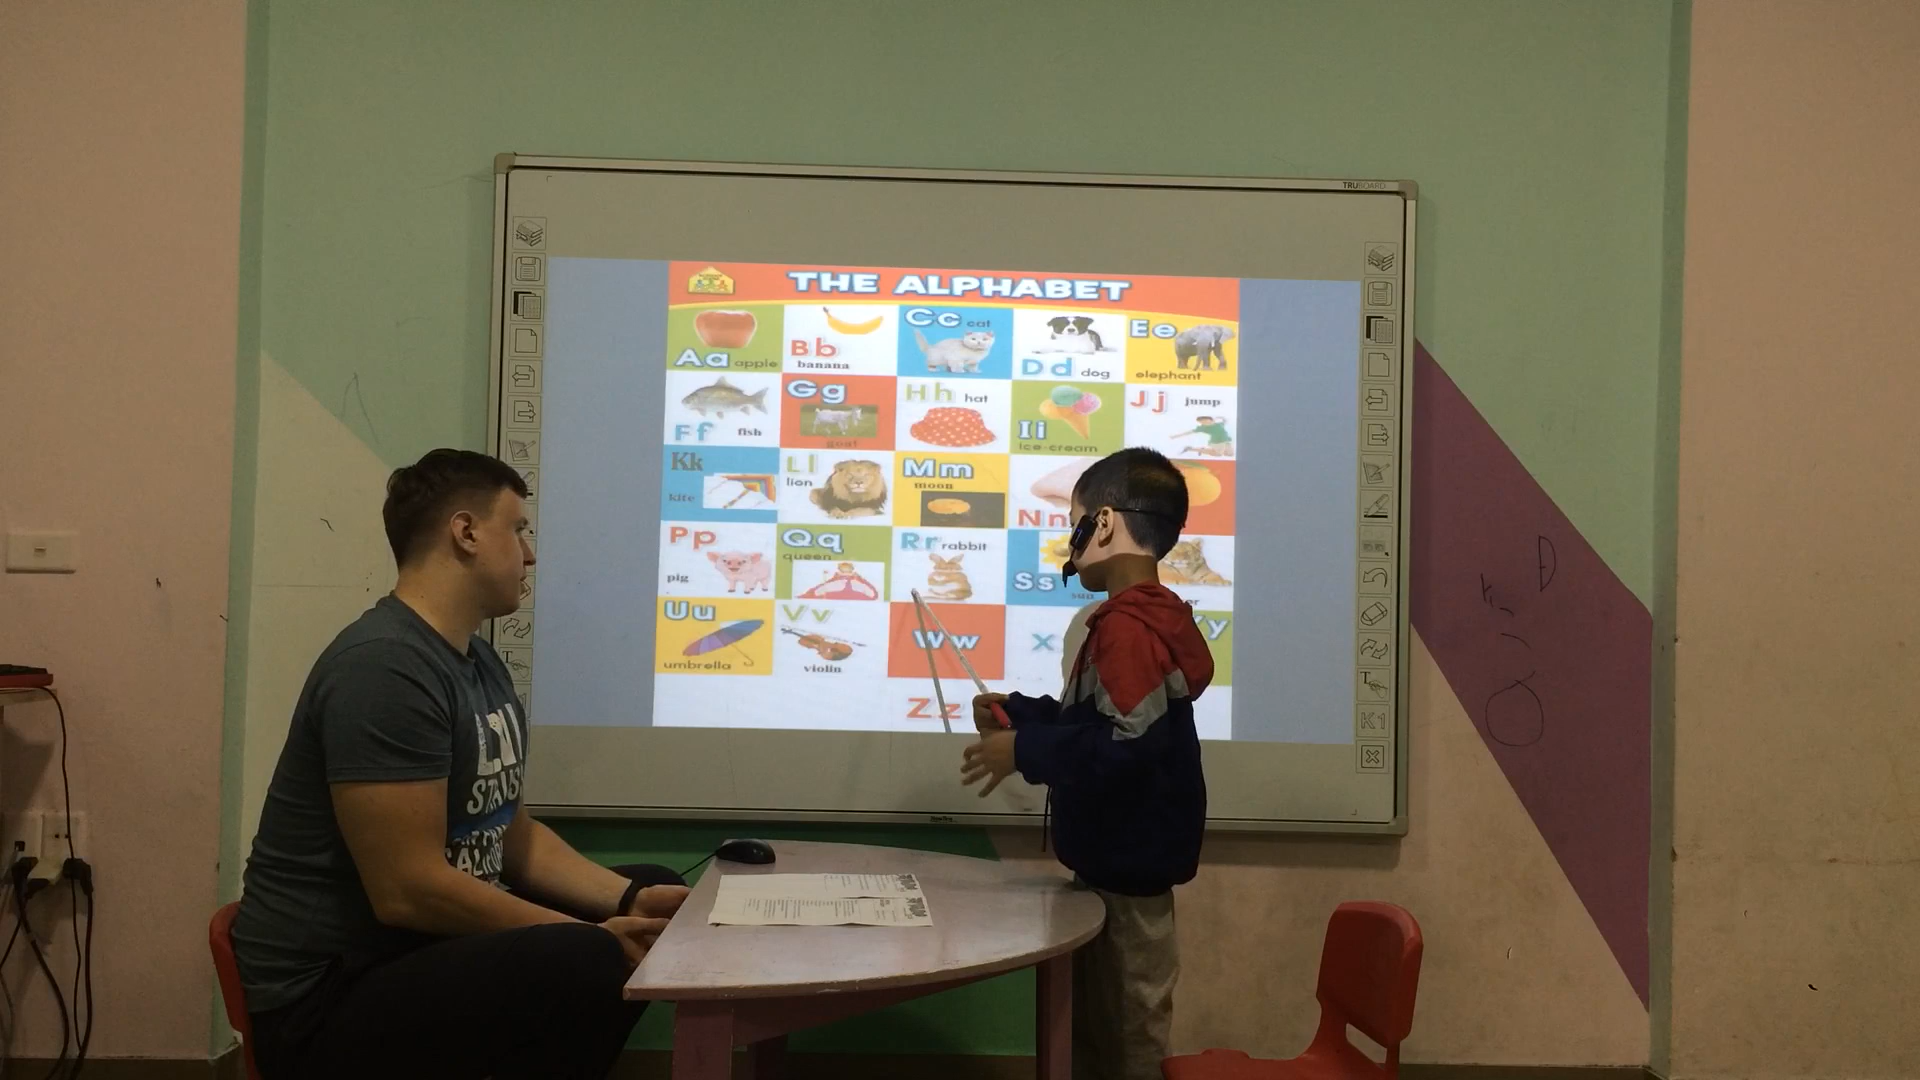 TRUBOARD
THE ALPHABET
Aa apple
Bb
banana
Cc cat
Dd dog
Ee
elephant
Ff fish
Gg
goat
Hh hat
Ii
ice-cream
Jj jump
Kk
kite
Ll
lion
Mm
moon
Nn
Pp
pig
Qq
queen
Rr rabbit
Ss
sun
er
Uu
umbrella
Vv
violin
Ww
X
Yy
Zz
T
T
K1